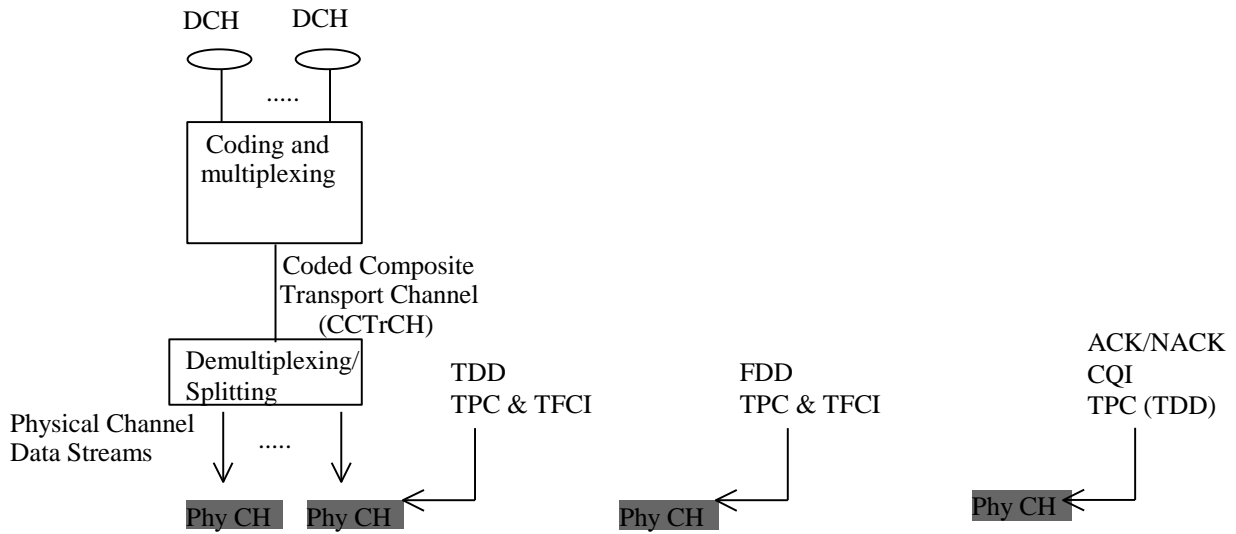 DCH DCH
.....
Coding and
multiplexing
Coded Composite
Transport Channel
(CCTrCH)
Demultiplexing/
Splitting
Physical Channel
Data Streams
.....
TDD
TPC & TFCI
FDD
TPC & TFCI
ACK/NACK
CQI
TPC (TDD)
Phy CH
Phy CH
Phy CH
Phy CH